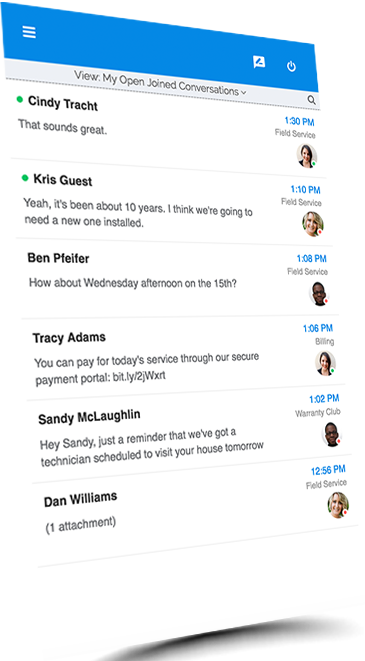 View: My Open Joined Conversations
Cindy Tracht
1:30 PM
That sounds great.
Field Service
Kris Guest
1:10 PM
Yeah, it's been about 10 years. I think we're going to
need a new one installed.
Field Service
Ben Pfeifer
1:08 PM
How about Wednesday afternoon on the 15th?
Field Service
Tracy Adams
1:06 PM
You can pay for today's service through our secure
payment portal: bit.ly/2jWxrt
Billing
Sandy McLaughlin
1:02 PM
Hey Sandy, just a reminder that we've got a
technician scheduled to visit your house tomorrow
Warranty Club
Dan Williams
12:56 PM
(1 attachment)
Field Service